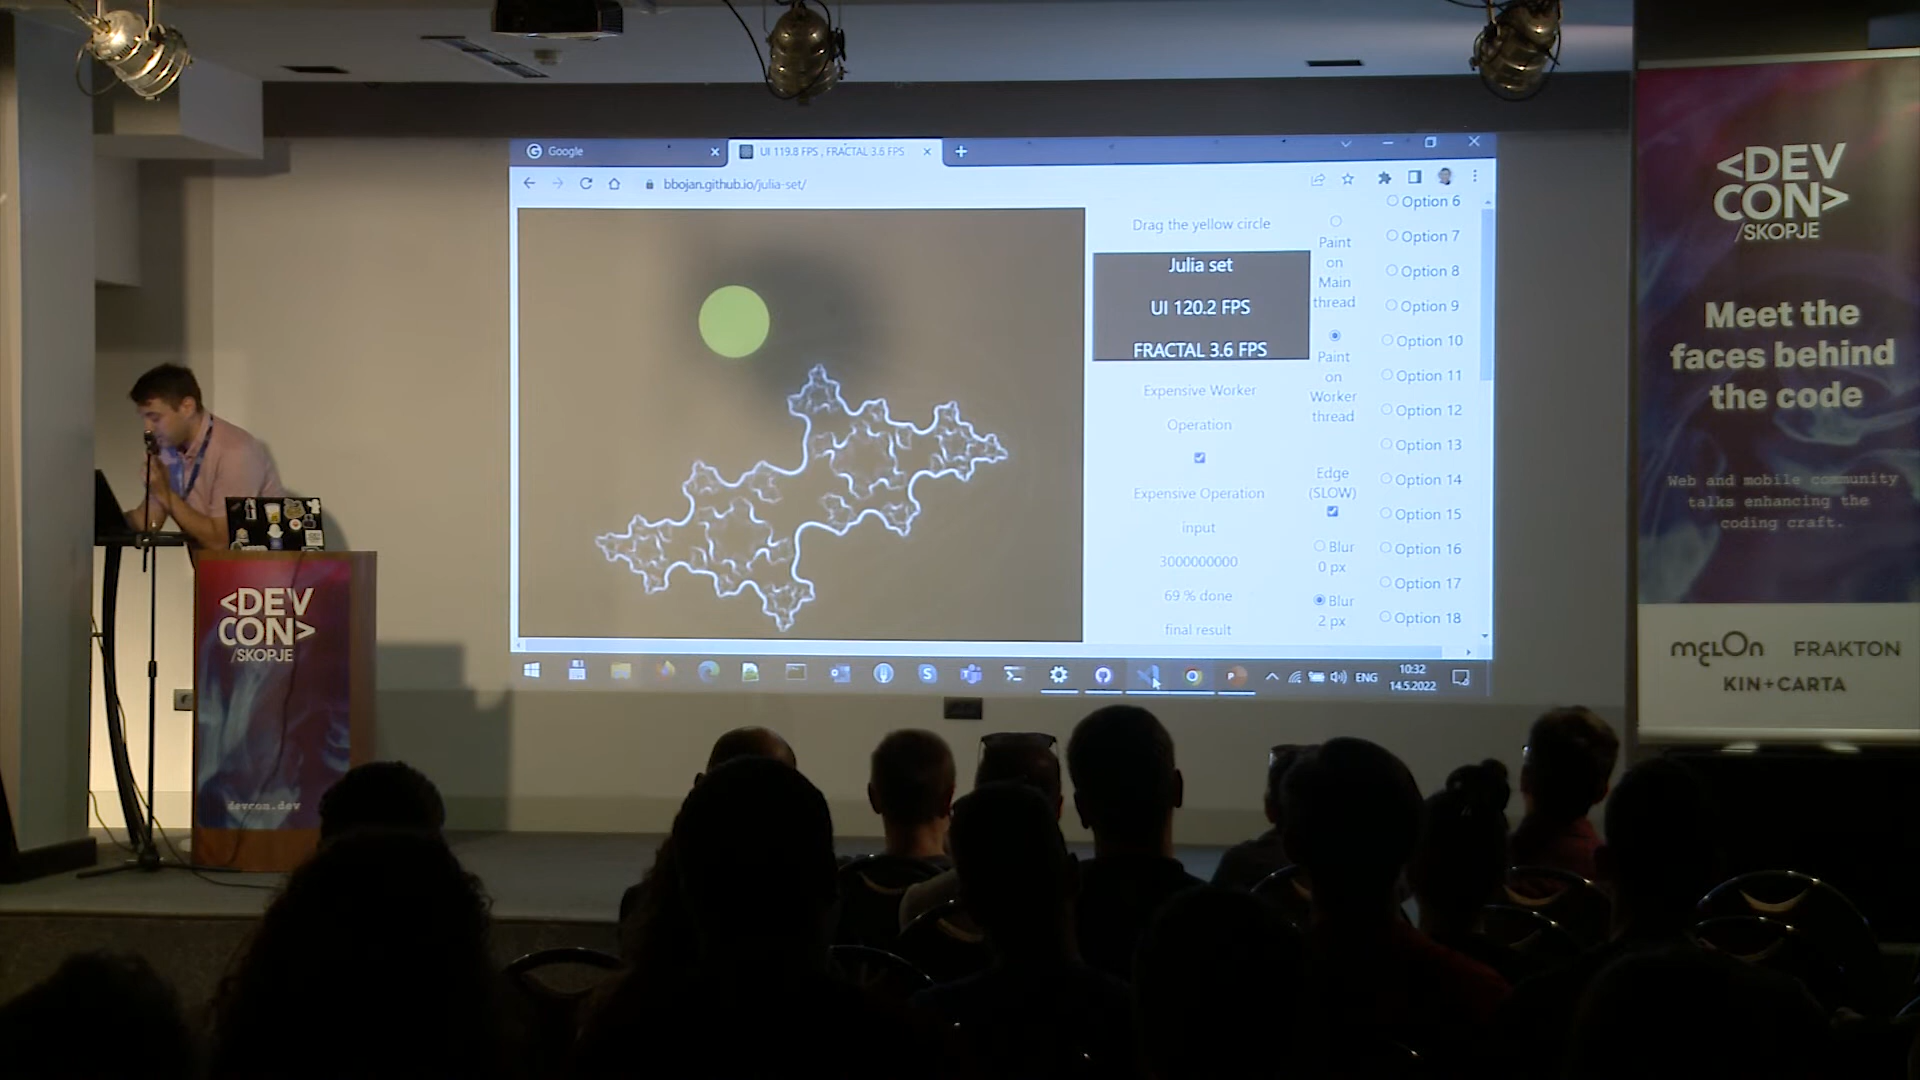 Google
UI 119.8 FPS , FRACTAL 3.6 FPS
bbojan.github.io/julia-set/
Drag the yellow circle
Julia set
UI 120.2 FPS
FRACTAL 3.6 FPS
Expensive Worker
Operation
Expensive Operation
input
3000000000
69 % done
final result
Paint
on
Main
thread
Paint
on
Worker
thread
Edge
(SLOW)
Blur
0 px
Blur
2 px
Option 6
Option 7
Option 8
Option 9
Option 10
Option 11
Option 12
Option 13
Option 14
Option 15
Option 16
Option 17
Option 18
ENG
10:32
14.5.2022
<DEV
CON>
/SKOPJE
devcon.dev
<DEV
CON>
/SKOPJE
Meet the
faces behind
the code
Web and mobile community
talks enhancing the
coding craft.
melon
FRAKTON
KIN+CARTA